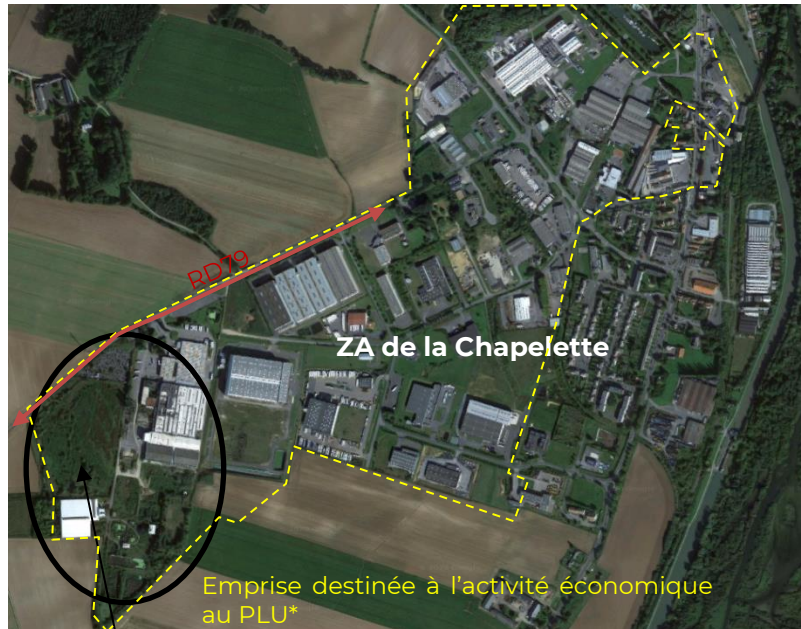 RD79
ZA de la Chapelette
Emprise destinée à l’activité économique
au PLU*